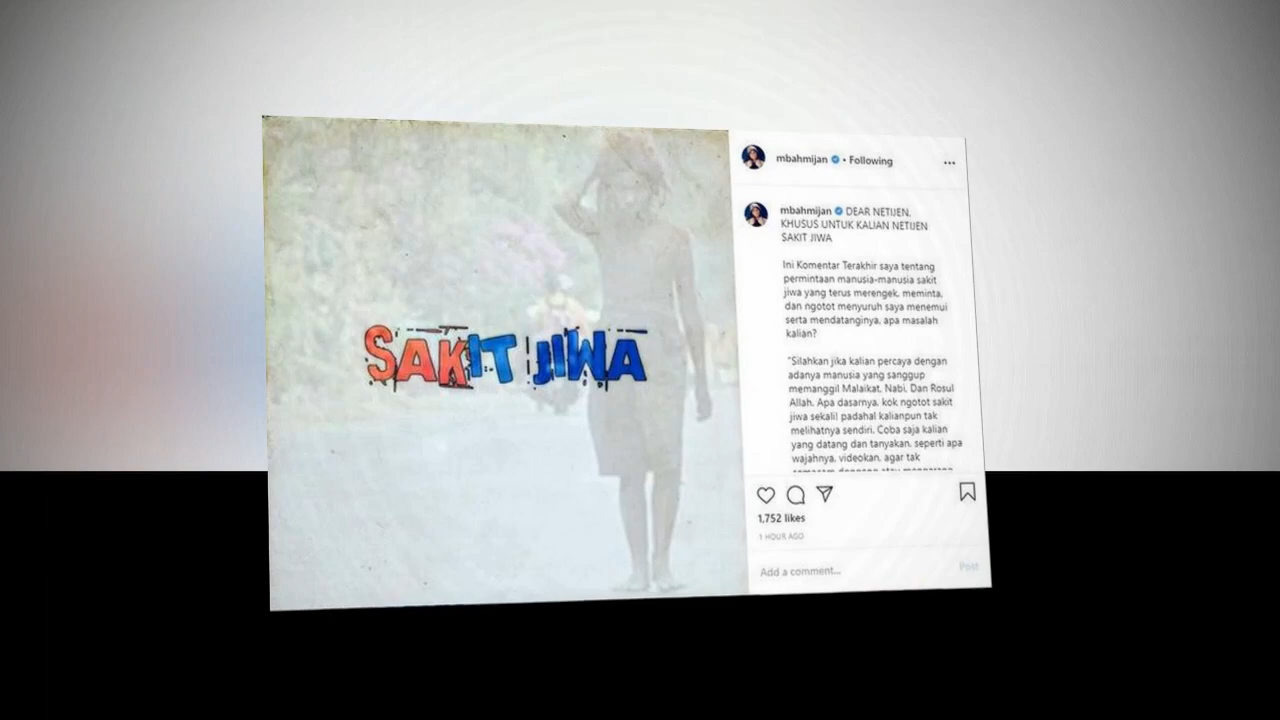 SAKIT JIWA
mbahmijan • Following
mbahmijan DEAR NETIJEN,
KHUSUS UNTUK KALIAN NETIJEN
SAKIT JIWA
Ini Komentar Terakhir saya tentang
permintaan manusia-manusia sakit
jiwa yang terus merengek, meminta,
dan ngotot menyuruh saya menemui
serta mendatanginya, apa masalah
kalian?
"Silahkan jika kalian percaya dengan
adanya manusia yang sanggup
memanggil Malaikat, Nabi, Dan Rosul
Allah. Apa dasarnya, kok ngotot sakit
jiwa sekalil padahal kalianpun tak
melihatnya sendiri. Coba saja kalian
yang datang dan tanyakan, seperti apa
wajahnya, videokan, agar tak
1,752 likes
1 HOUR AGO
Add a comment...
Post